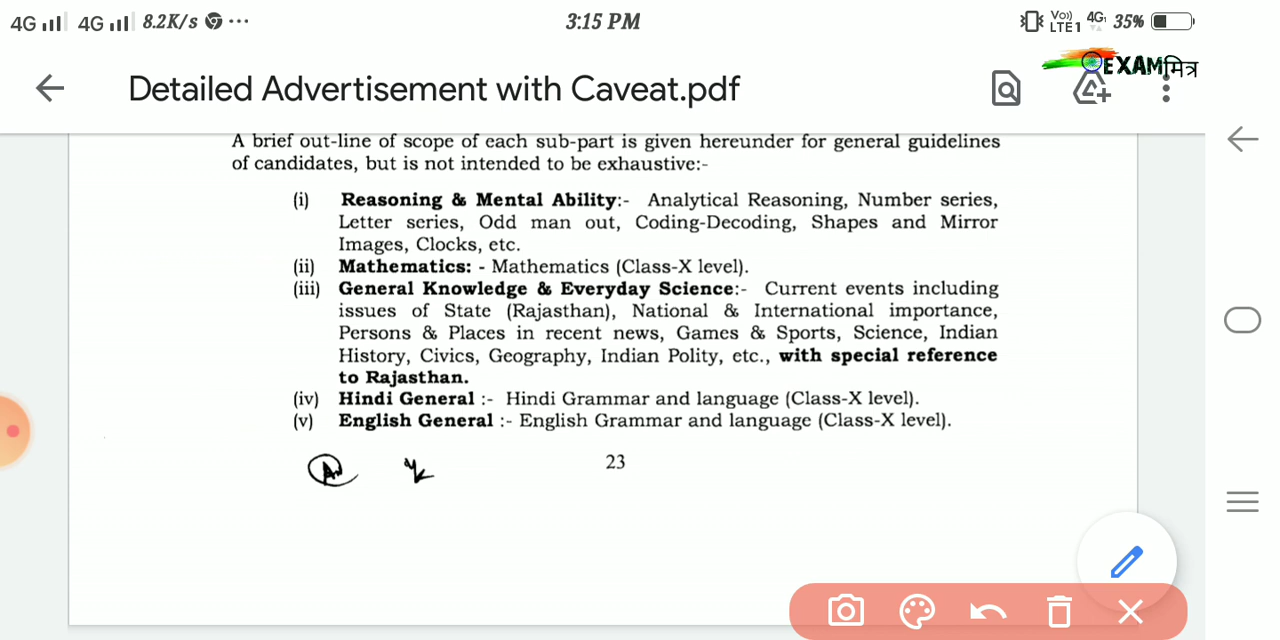 4G 4G 8.2K/s ... 3:15 PM Vo) LTE1 4G 35%
EXAMमित्र
Detailed Advertisement with Caveat.pdf
A brief out-line of scope of each sub-part is given hereunder for general guidelines
of candidates, but is not intended to be exhaustive:-
(i) Reasoning & Mental Ability:- Analytical Reasoning, Number series,
Letter series, Odd man out, Coding-Decoding, Shapes and Mirror
Images, Clocks, etc.
(ii) Mathematics: - Mathematics (Class-X level).
(iii) General Knowledge & Everyday Science:- Current events including
issues of State (Rajasthan), National & International importance,
Persons & Places in recent news, Games & Sports, Science, Indian
History, Civics, Geography, Indian Polity, etc., with special reference
to Rajasthan.
(iv) Hindi General :- Hindi Grammar and language (Class-X level).
(v) English General :- English Grammar and language (Class-X level).
23